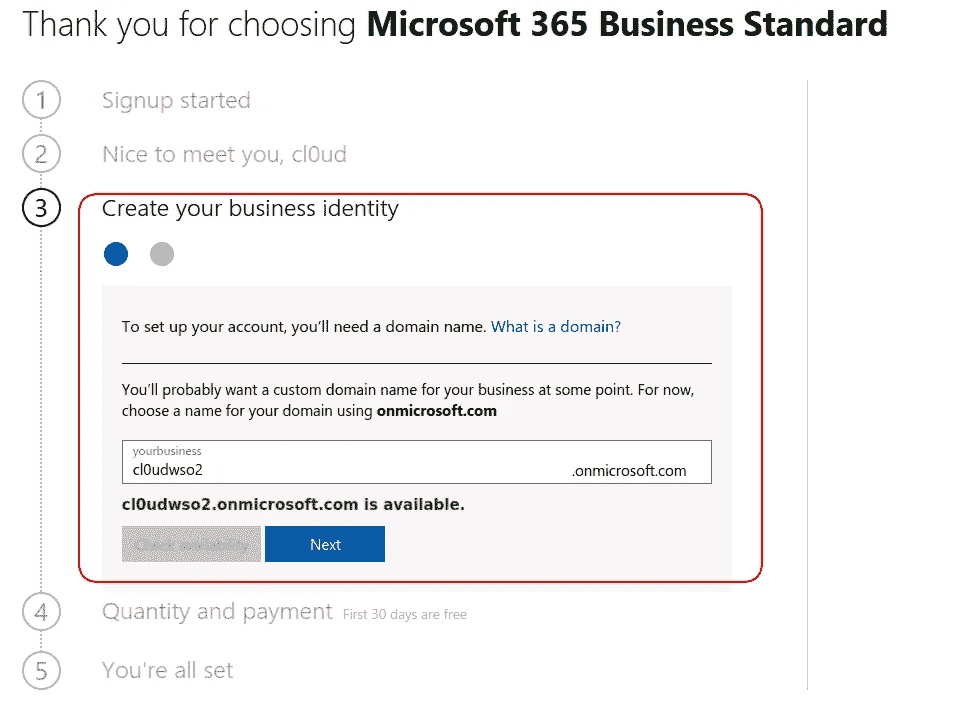 Thank you for choosing Microsoft 365 Business Standard
1 Signup started
2 Nice to meet you, cl0ud
3 Create your business identity
To set up your account, you'll need a domain name. What is a domain?
You'll probably want a custom domain name for your business at some point. For now,
choose a name for your domain using onmicrosoft.com
yourbusiness
cl0udwso2 .onmicrosoft.com
cl0udwso2.onmicrosoft.com is available.
Check availability Next
4 Quantity and payment First 30 days are free
5 You're all set